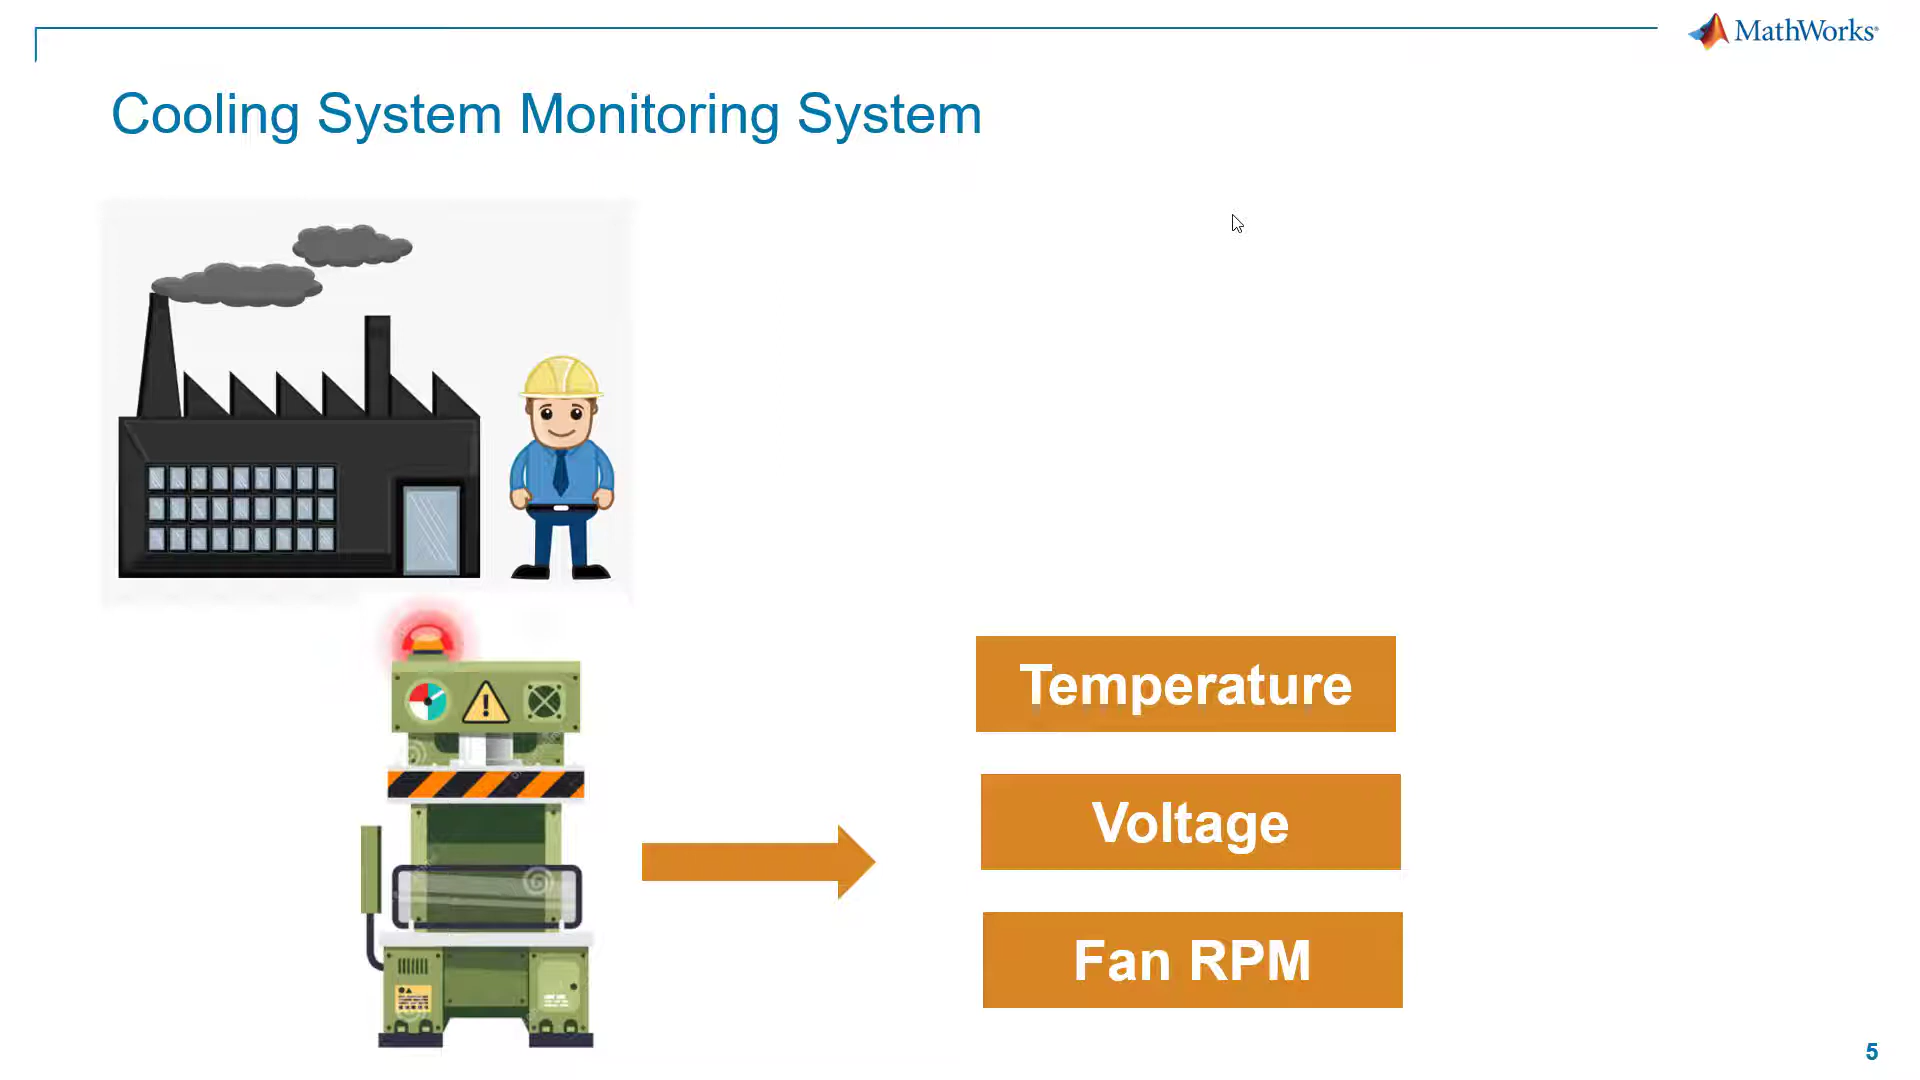 MathWorks®
Cooling System Monitoring System
Temperature
Voltage
Fan RPM
5